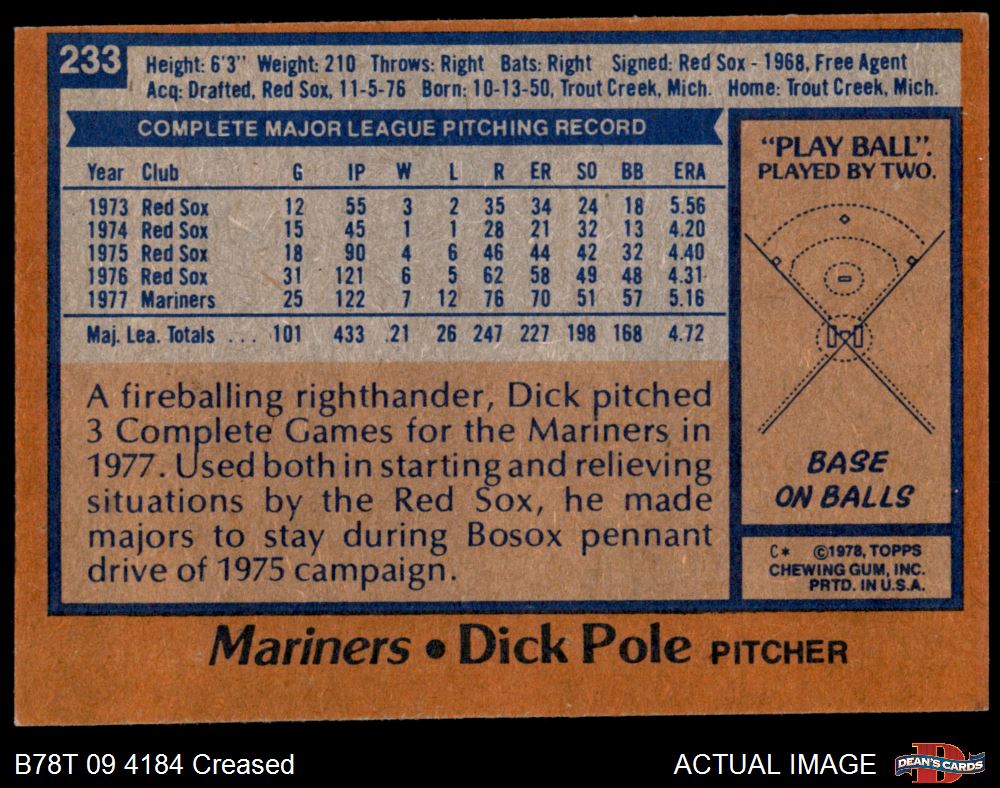 233
Height: 6'3" Weight: 210 Throws: Right Bats: Right Signed: Red Sox - 1968, Free Agent
Acq: Drafted, Red Sox, 11-5-76 Born: 10-13-50, Trout Creek, Mich. Home: Trout Creek, Mich.
COMPLETE MAJOR LEAGUE PITCHING RECORD
Year Club G IP W L R ER SO BB ERA
1973 Red Sox 12 55 3 2 35 34 24 18 5.56
1974 Red Sox 15 45 1 1 28 21 32 13 4.20
1975 Red Sox 18 90 4 6 46 44 42 32 4.40
1976 Red Sox 31 121 6 5 62 58 49 48 4.31
1977 Mariners 25 122 7 12 76 70 51 57 5.16
Maj. Lea. Totals ... 101 433 21 26 247 227 198 168 4.72
A fireballing righthander, Dick pitched
3 Complete Games for the Mariners in
1977. Used both in starting and relieving
situations by the Red Sox, he made
majors to stay during Bosox pennant
drive of 1975 campaign.
"PLAY BALL".
PLAYED BY TWO.
BASE
ON BALLS
C* ©1978, TOPPS
CHEWING GUM, INC.
PRTD. IN U.S.A.
Mariners • Dick Pole PITCHER
B78T 09 4184 Creased
ACTUAL IMAGE
D
DEAN'S CARDS